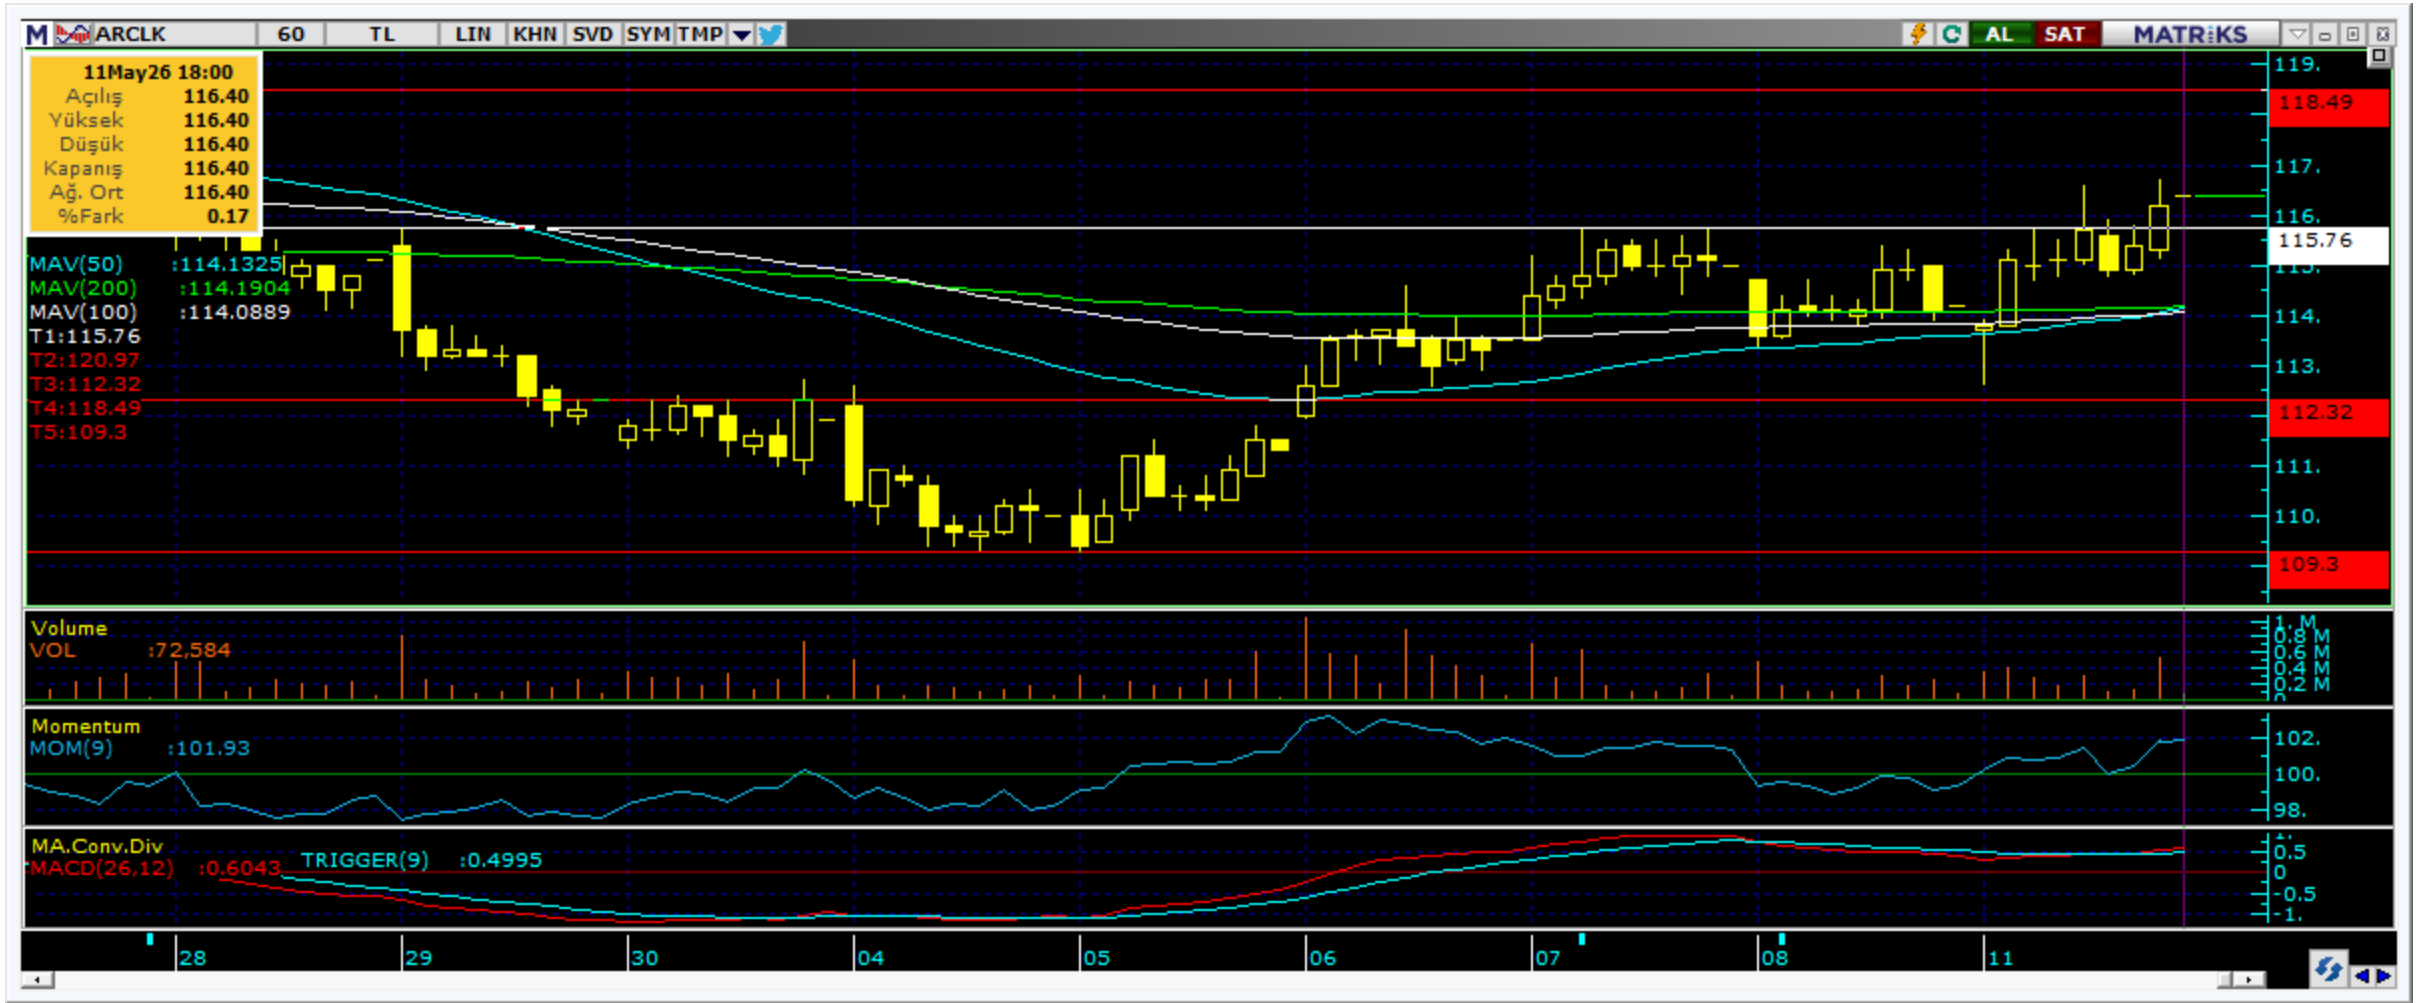 M ARCLK 60 TL LIN KHN SVD SYM TMP AL SAT MATRiKS
11May26 18:00
Açılış 116.40
Yüksek 116.40
Düşük 116.40
Kapanış 116.40
Ağ. Ort 116.40
%Fark 0.17
MAV(50) :114.1325
MAV(200) :114.1904
MAV(100) :114.0889
T1:115.76
T2:120.97
T3:112.32
T4:118.49
T5:109.3
119.
118.49
117.
116.
115.76
115.
114.
113.
112.32
111.
110.
109.3
Volume
VOL :72,584
1. M
0.8 M
0.6 M
0.4 M
0.2 M
0
Momentum
MOM(9) :101.93
102.
100.
98.
MA.Conv.Div
MACD(26,12) :0.6043 TRIGGER(9) :0.4995
1.
0.5
0
-0.5
-1.
28 29 30 04 05 06 07 08 11